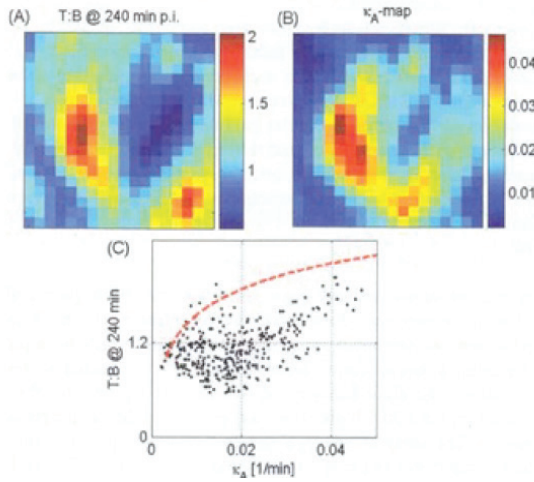 (A) T:B @ 240 min p.i.
2
1.5
1
(B) κA-map
0.04
0.03
0.02
0.01
(C)
T:B @ 240 min
1.2
0
0 0.02 0.04
κA [1/min]